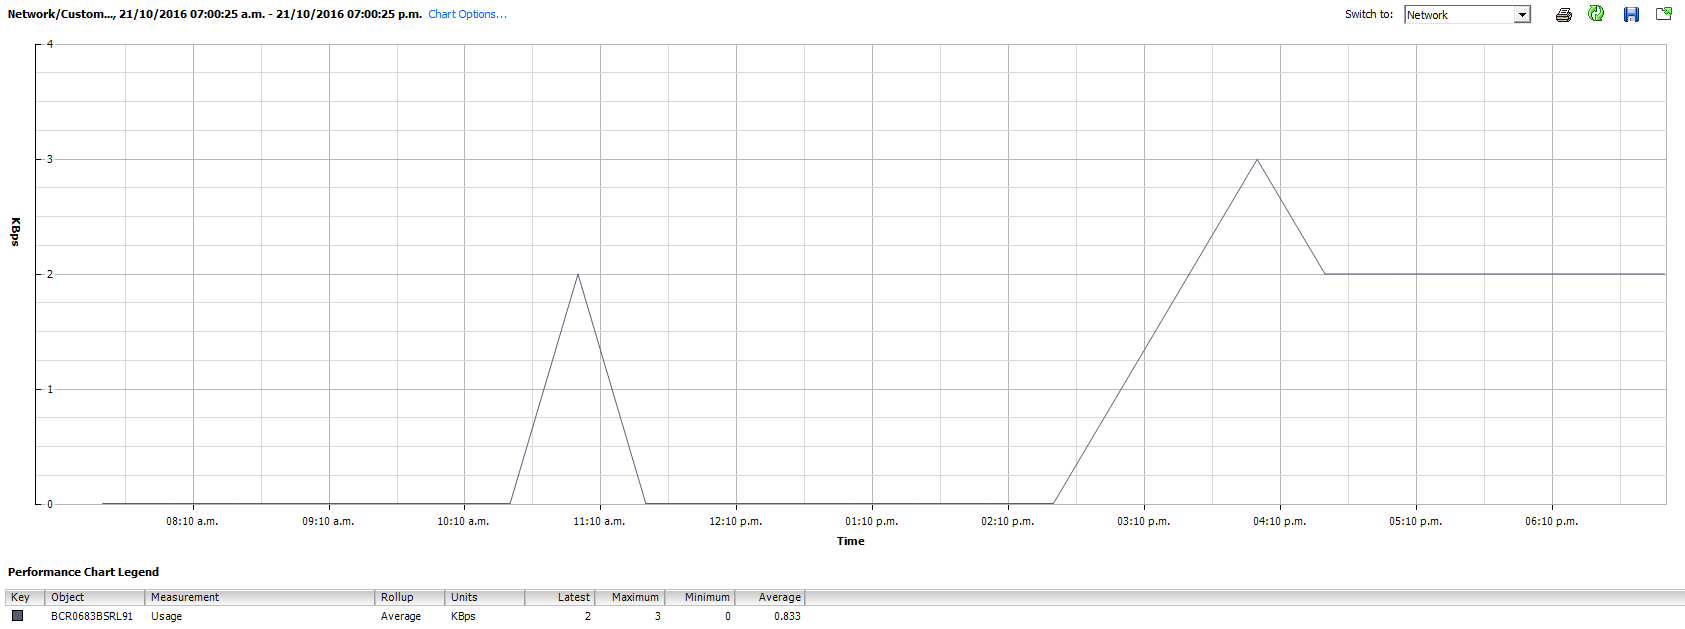 Network/Custom..., 21/10/2016 07:00:25 a.m. - 21/10/2016 07:00:25 p.m. Chart Options... Switch to: Network
4
3
KBps
2
1
0
08:10 a.m. 09:10 a.m. 10:10 a.m. 11:10 a.m. 12:10 p.m. 01:10 p.m. 02:10 p.m. 03:10 p.m. 04:10 p.m. 05:10 p.m. 06:10 p.m.
Time
Performance Chart Legend
Key Object Measurement Rollup Units Latest Maximum Minimum Average
BCR0683BSRL91 Usage Average KBps 2 3 0 0.833